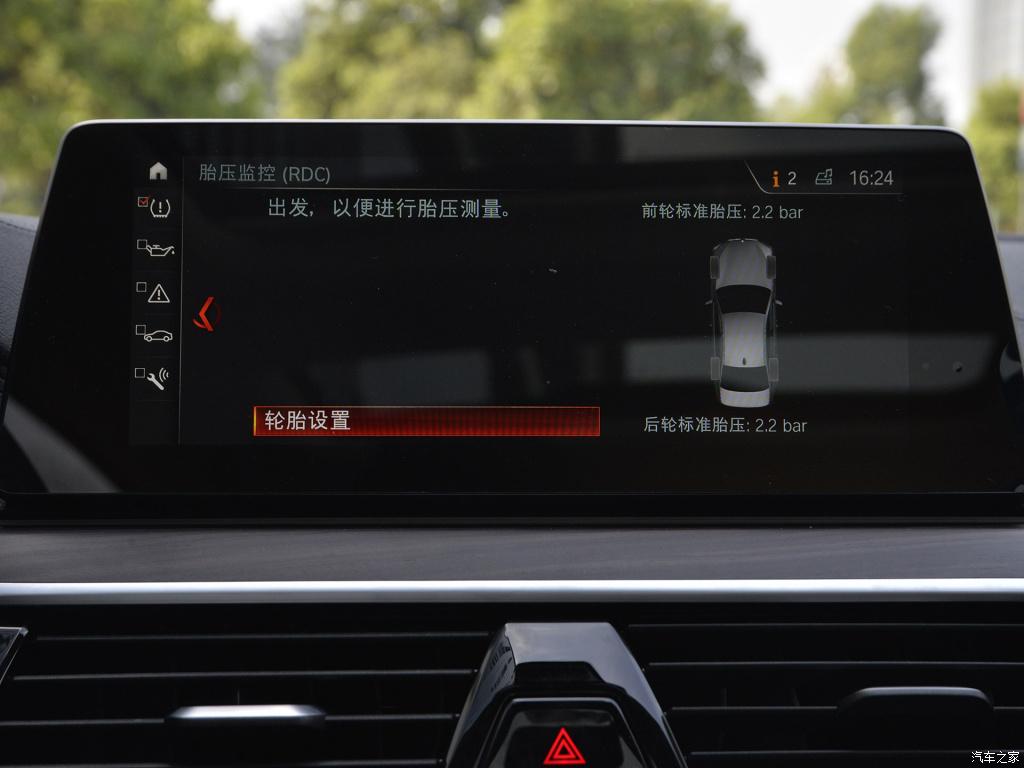 胎压监控 (RDC)
i 2 16:24
出发，以便进行胎压测量。
前轮标准胎压: 2.2 bar
轮胎设置
后轮标准胎压: 2.2 bar
汽车之家